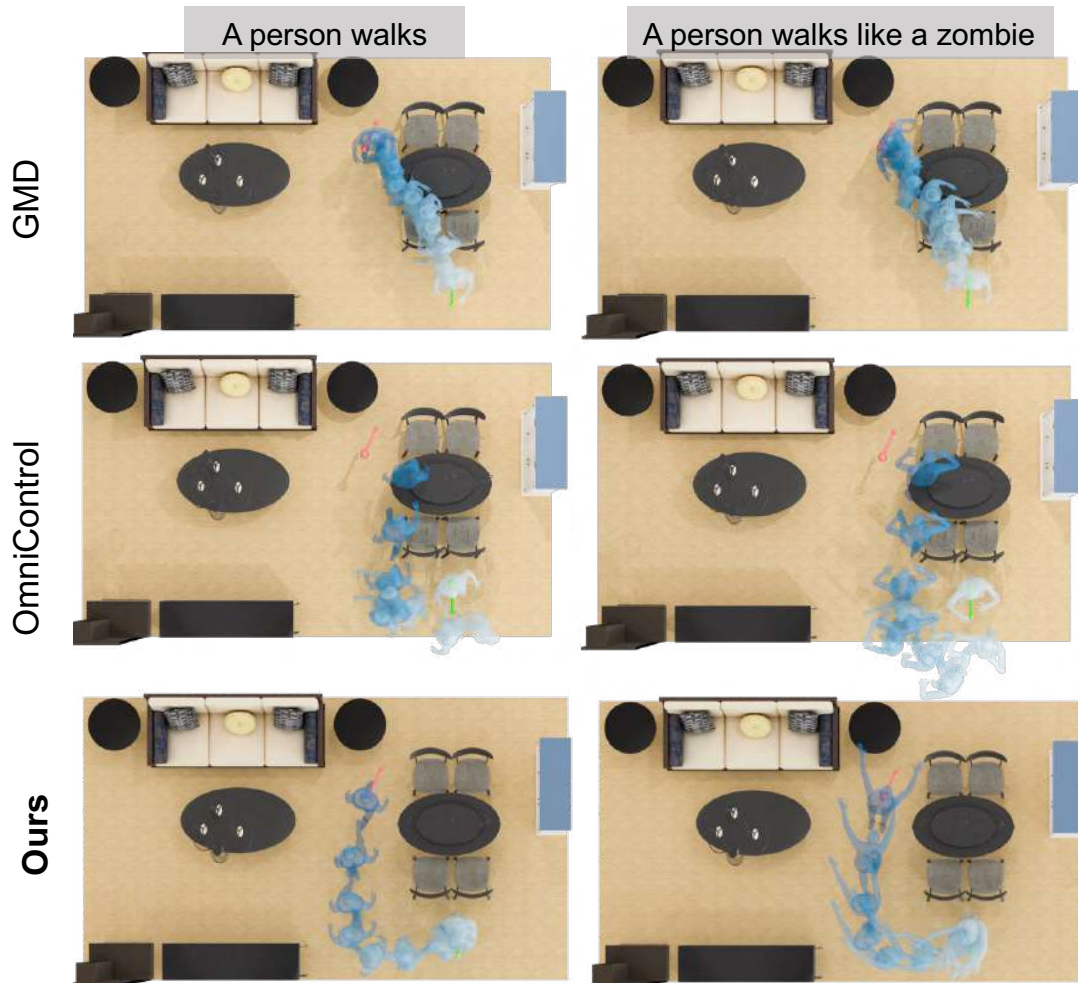 A person walks
A person walks like a zombie
GMD
OmniControl
Ours